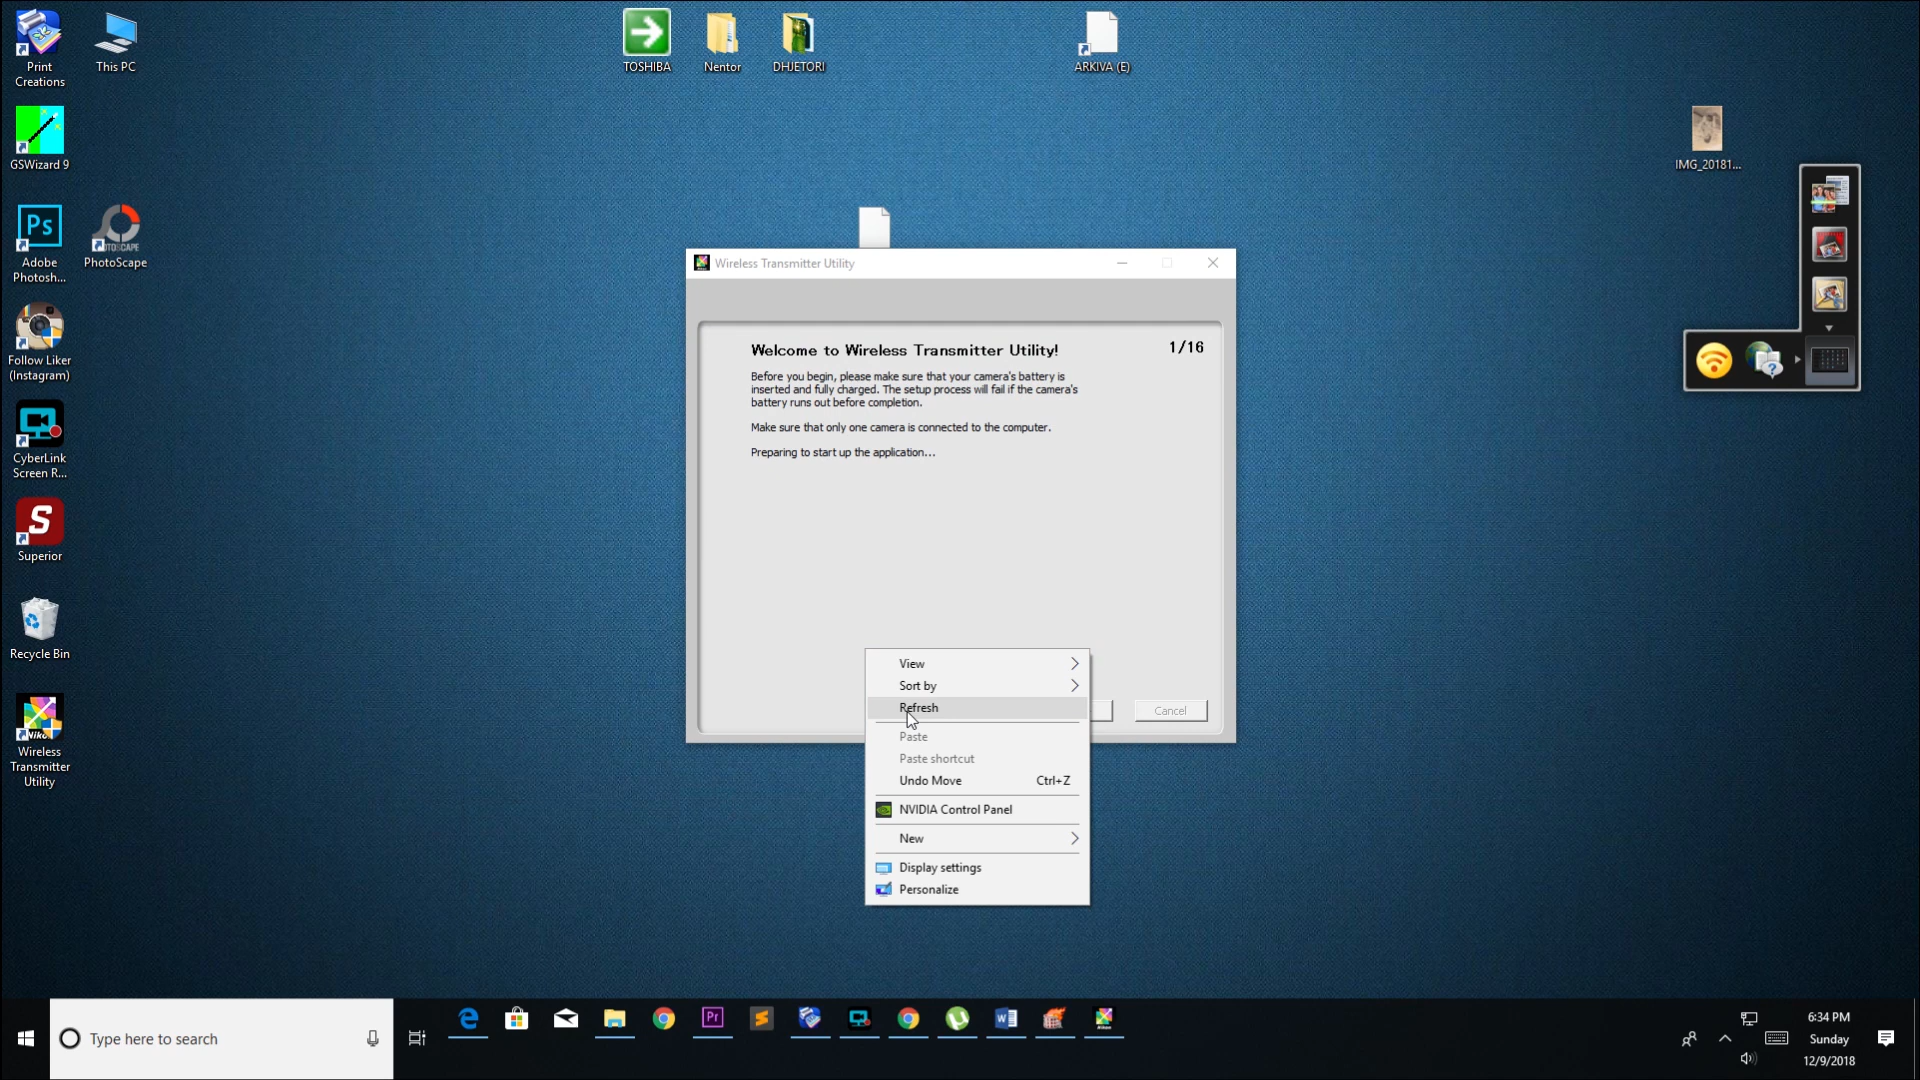 Print
Creations
This PC
TOSHIBA
Nentor
DHJETORI
ARKIVA (E)
GSWizard 9
IMG_20181...
Ps
Adobe
Photosh...
PhotoScape
Follow Liker
(Instagram)
CyberLink
Screen R...
S
Superior
Recycle Bin
Nikon
Wireless
Transmitter
Utility
Wireless Transmitter Utility
Welcome to Wireless Transmitter Utility!
1/16
Before you begin, please make sure that your camera's battery is
inserted and fully charged. The setup process will fail if the camera's
battery runs out before completion.
Make sure that only one camera is connected to the computer.
Preparing to start up the application...
Cancel
View
Sort by
Refresh
Paste
Paste shortcut
Undo Move Ctrl+Z
NVIDIA Control Panel
New
Display settings
Personalize
Type here to search
Pr
6:34 PM
Sunday
12/9/2018